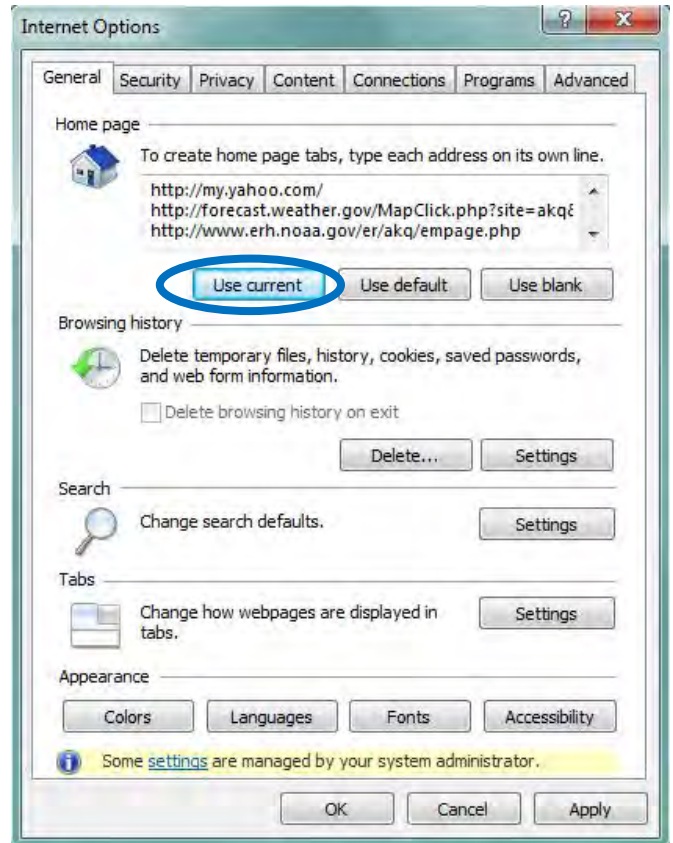 Internet Options
General Security Privacy Content Connections Programs Advanced
Home page
To create home page tabs, type each address on its own line.
http://my.yahoo.com/
http://forecast.weather.gov/MapClick.php?site=akq&
http://www.erh.noaa.gov/er/akq/empage.php
Use current Use default Use blank
Browsing history
Delete temporary files, history, cookies, saved passwords,
and web form information.
Delete browsing history on exit
Delete... Settings
Search
Change search defaults.
Settings
Tabs
Change how webpages are displayed in
tabs.
Settings
Appearance
Colors Languages Fonts Accessibility
Some settings are managed by your system administrator.
OK Cancel Apply